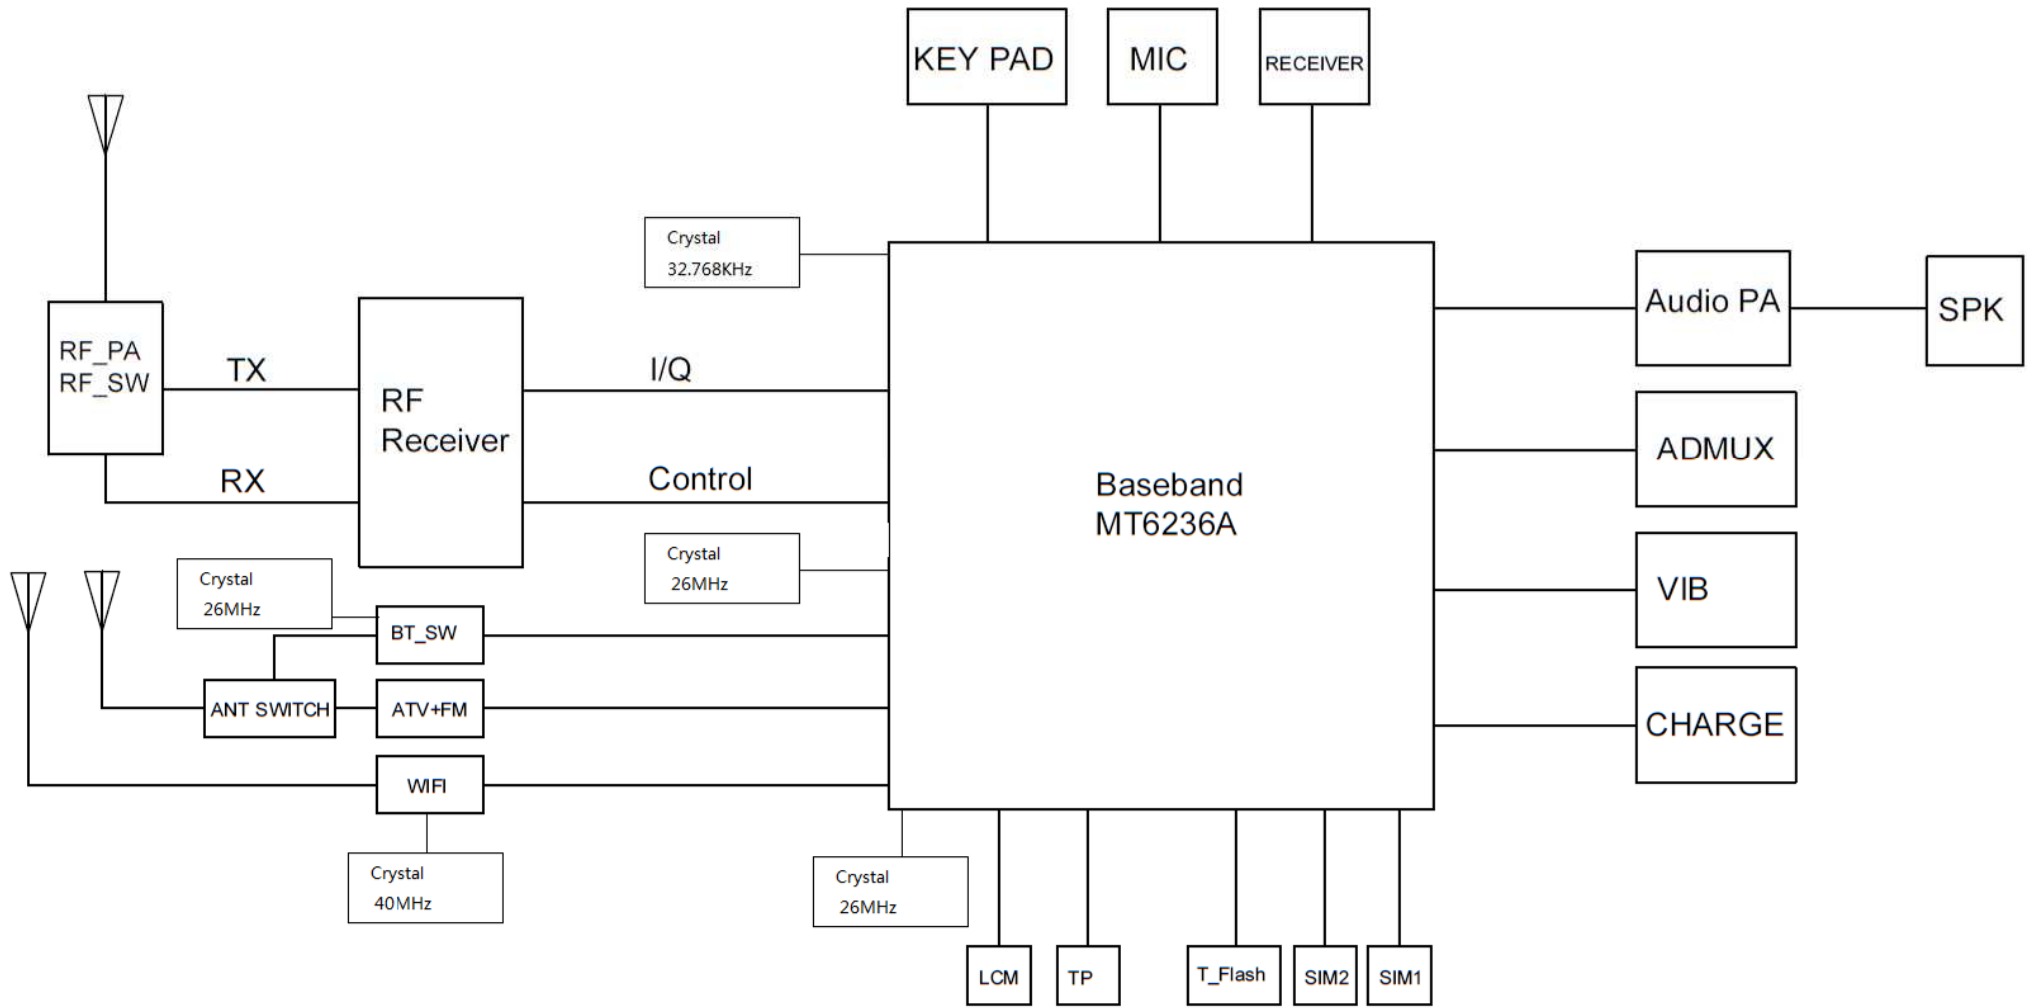 KEY PAD
MIC
RECEIVER
Crystal
32.768KHz
Audio PA
SPK
RF_PA
RF_SW
TX
RX
RF
Receiver
I/Q
Control
Baseband
MT6236A
ADMUX
VIB
CHARGE
Crystal
26MHz
Crystal
26MHz
BT_SW
ANT SWITCH
ATV+FM
WIFI
Crystal
40MHz
Crystal
26MHz
LCM
TP
T_Flash
SIM2
SIM1